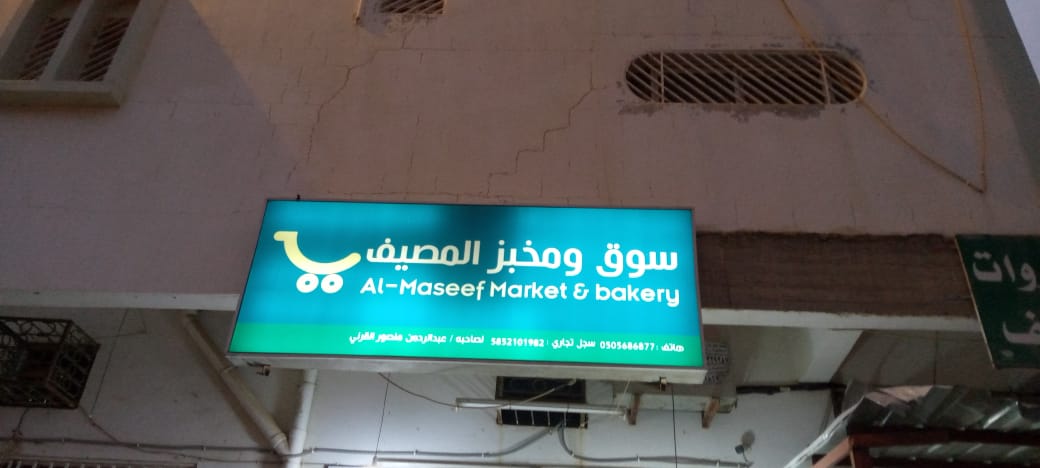 سوق ومخبز المصيف
Al-Maseef Market & bakery
هاتف : 0505686877 سجل تجاري : 5852101982 لصاحبه / عبدالرحمن منصور القرني